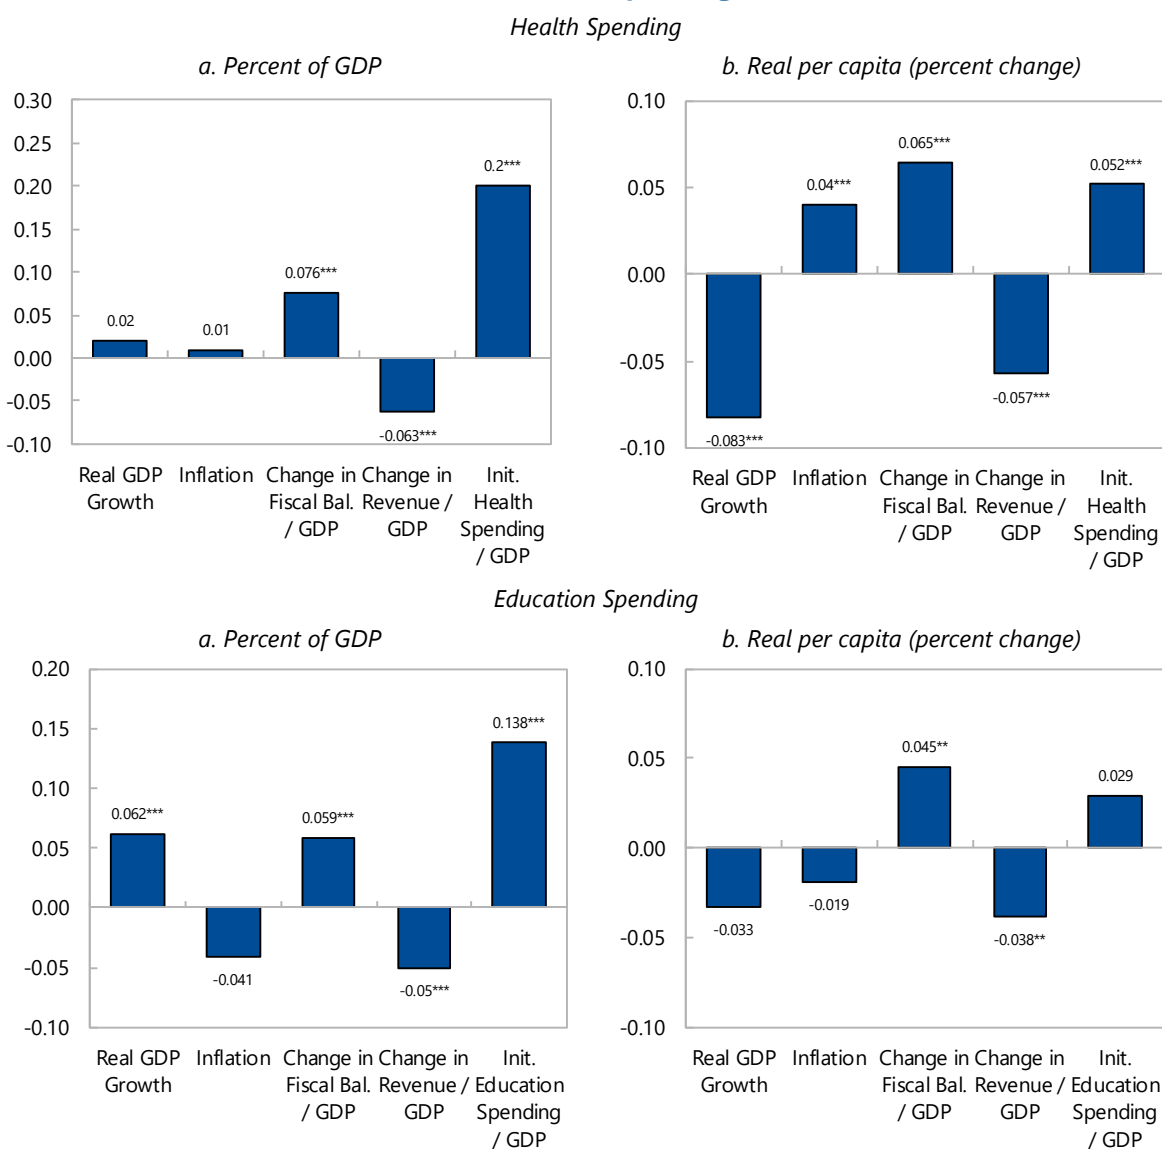 Health Spending
a. Percent of GDP
0.30
0.25
0.20
0.15
0.10
0.05
0.00
-0.05
-0.10
0.02
0.01
0.076***
-0.063***
0.2***
Real GDP Growth
Inflation
Change in Fiscal Bal. / GDP
Change in Revenue / GDP
Init. Health Spending / GDP
b. Real per capita (percent change)
0.10
0.05
0.00
-0.05
-0.10
-0.083***
0.04***
0.065***
-0.057***
0.052***
Real GDP Growth
Inflation
Change in Fiscal Bal. / GDP
Change in Revenue / GDP
Init. Health Spending / GDP
Education Spending
a. Percent of GDP
0.20
0.15
0.10
0.05
0.00
-0.05
-0.10
0.062***
-0.041
0.059***
-0.05***
0.138***
Real GDP Growth
Inflation
Change in Fiscal Bal. / GDP
Change in Revenue / GDP
Init. Education Spending / GDP
b. Real per capita (percent change)
0.10
0.05
0.00
-0.05
-0.10
-0.033
-0.019
0.045**
-0.038**
0.029
Real GDP Growth
Inflation
Change in Fiscal Bal. / GDP
Change in Revenue / GDP
Init. Education Spending / GDP